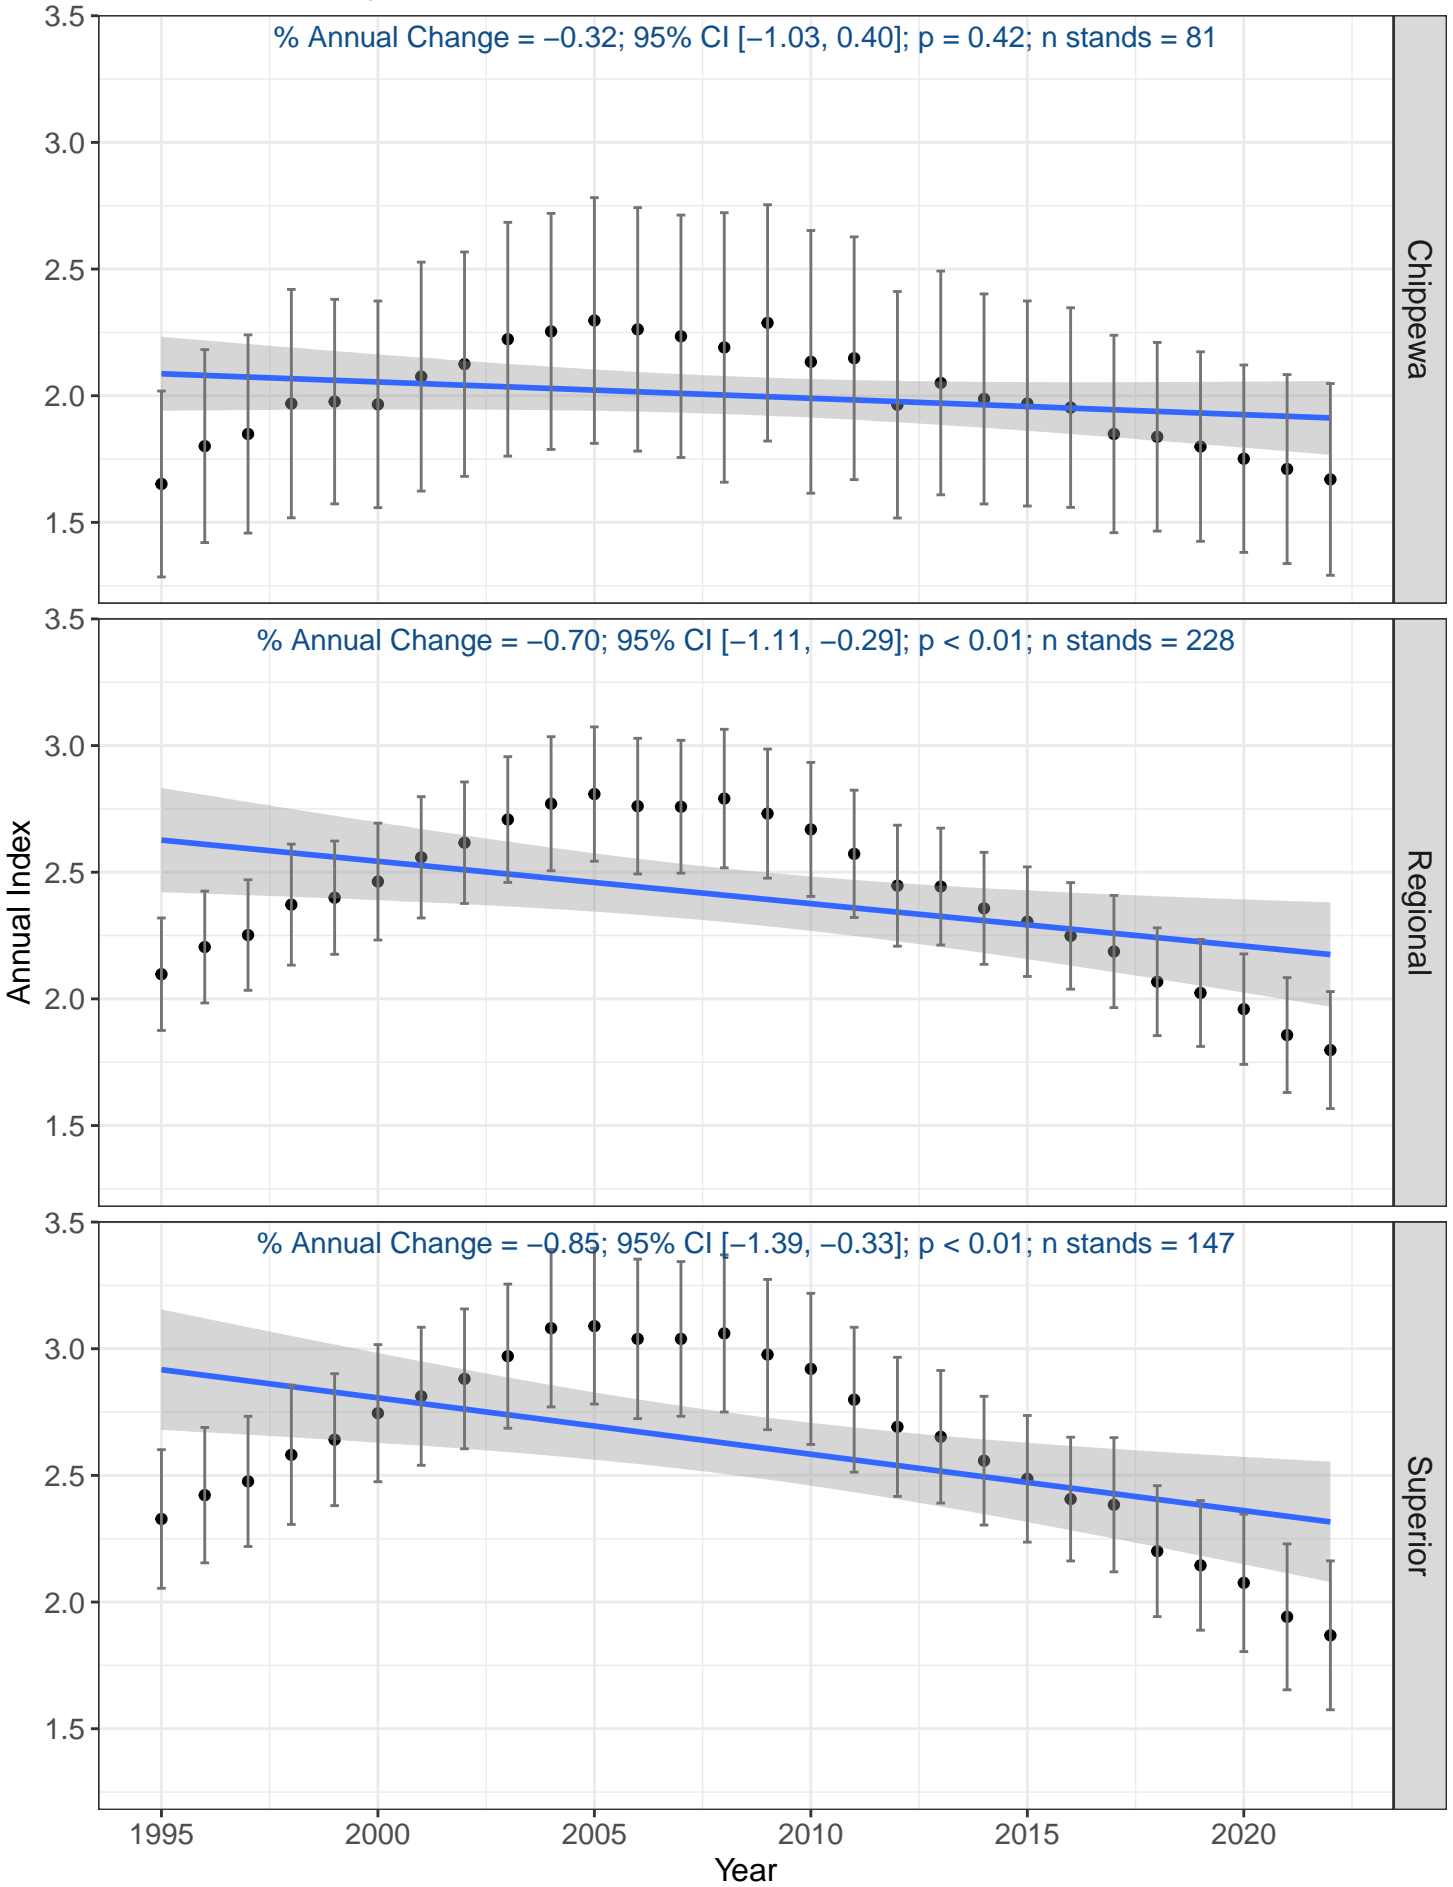 % Annual Change = −0.32; 95% CI [−1.03, 0.40]; p = 0.42; n stands = 81
3.5
3.0
2.5
2.0
1.5
Chippewa
% Annual Change = −0.70; 95% CI [−1.11, −0.29]; p < 0.01; n stands = 228
3.5
3.0
2.5
2.0
1.5
Regional
Annual Index
% Annual Change = −0.85; 95% CI [−1.39, −0.33]; p < 0.01; n stands = 147
3.5
3.0
2.5
2.0
1.5
Superior
1995 2000 2005 2010 2015 2020
Year